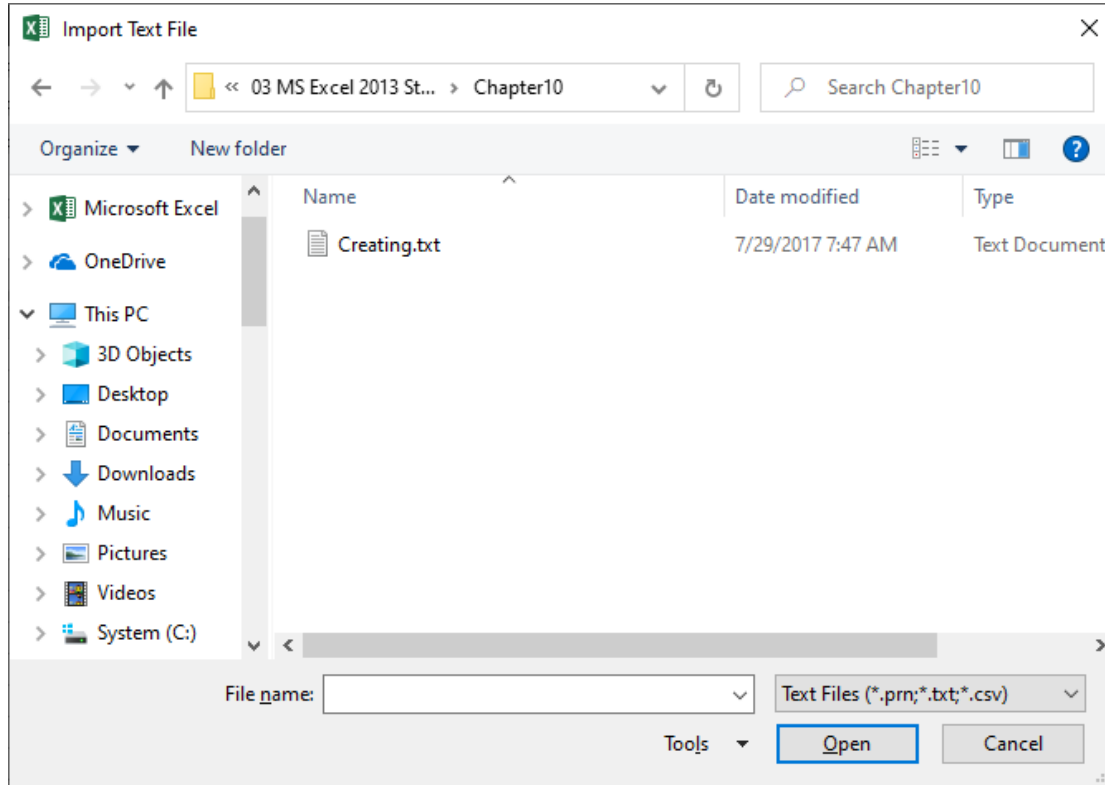 Import Text File
« 03 MS Excel 2013 St... > Chapter10
Search Chapter10
Organize
New folder
Name
Date modified
Type
Creating.txt
7/29/2017 7:47 AM
Text Document
Microsoft Excel
OneDrive
This PC
3D Objects
Desktop
Documents
Downloads
Music
Pictures
Videos
System (C:)
File name:
Text Files (*.prn;*.txt;*.csv)
Tools
Open
Cancel